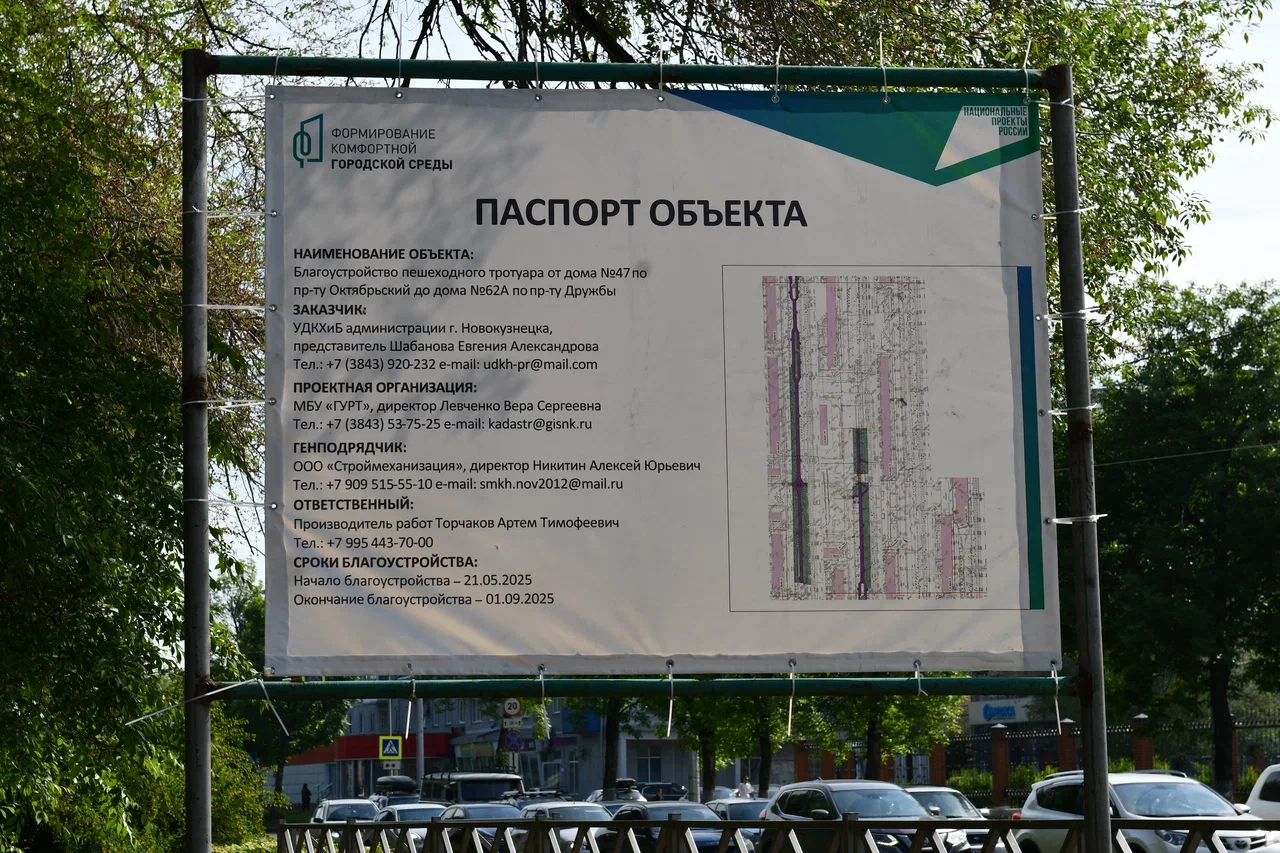 ФОРМИРОВАНИЕ
КОМФОРТНОЙ
ГОРОДСКОЙ СРЕДЫ
НАЦИОНАЛЬНЫЕ
ПРОЕКТЫ
РОССИИ
ПАСПОРТ ОБЪЕКТА
НАИМЕНОВАНИЕ ОБЪЕКТА:
Благоустройство пешеходного тротуара от дома №47 по
пр-ту Октябрьский до дома №62А по пр-ту Дружбы
ЗАКАЗЧИК:
УДКХиБ администрации г. Новокузнецка,
представитель Шабанова Евгения Александрова
Тел.: +7 (3843) 920-232 e-mail: udkh-pr@mail.com
ПРОЕКТНАЯ ОРГАНИЗАЦИЯ:
МБУ «ГУРТ», директор Левченко Вера Сергеевна
Тел.: +7 (3843) 53-75-25 e-mail: kadastr@gisnk.ru
ГЕНПОДРЯДЧИК:
ООО «Строймеханизация», директор Никитин Алексей Юрьевич
Тел.: +7 909 515-55-10 e-mail: smkh.nov2012@mail.ru
ОТВЕТСТВЕННЫЙ:
Производитель работ Торчаков Артем Тимофеевич
Тел.: +7 995 443-70-00
СРОКИ БЛАГОУСТРОЙСТВА:
Начало благоустройства – 21.05.2025
Окончание благоустройства – 01.09.2025
20